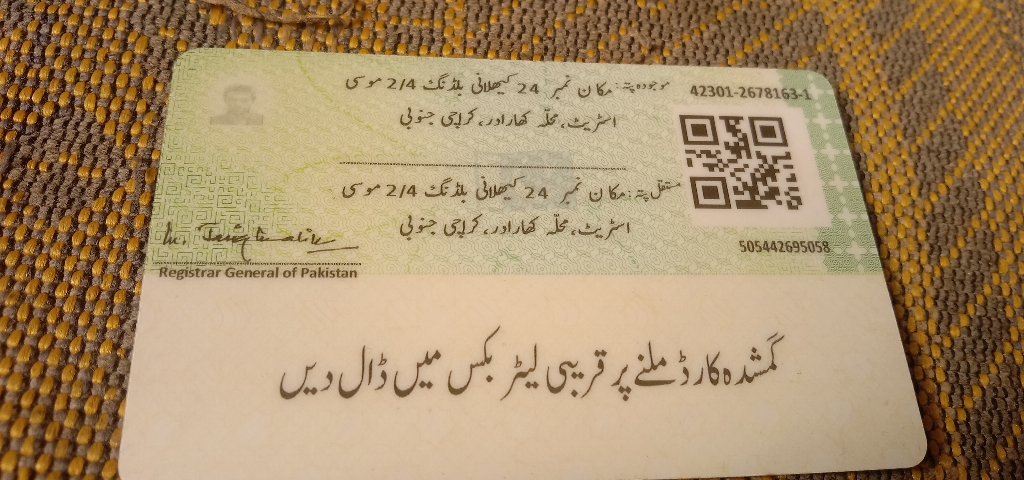 موجودہ پتہ: مکان نمبر 24 کیھلانی بلڈنگ 2/4 موسی
اسٹریٹ، محلّہ کھارادر، کراچی جنوبی
42301-2678163-1
مستقل پتہ: مکان نمبر 24 کیھلانی بلڈنگ 2/4 موسی
اسٹریٹ، محلّہ کھارادر، کراچی جنوبی
505442695058
Registrar General of Pakistan
گمشدہ کارڈ ملنے پر قریبی لیٹر بکس میں ڈال دیں